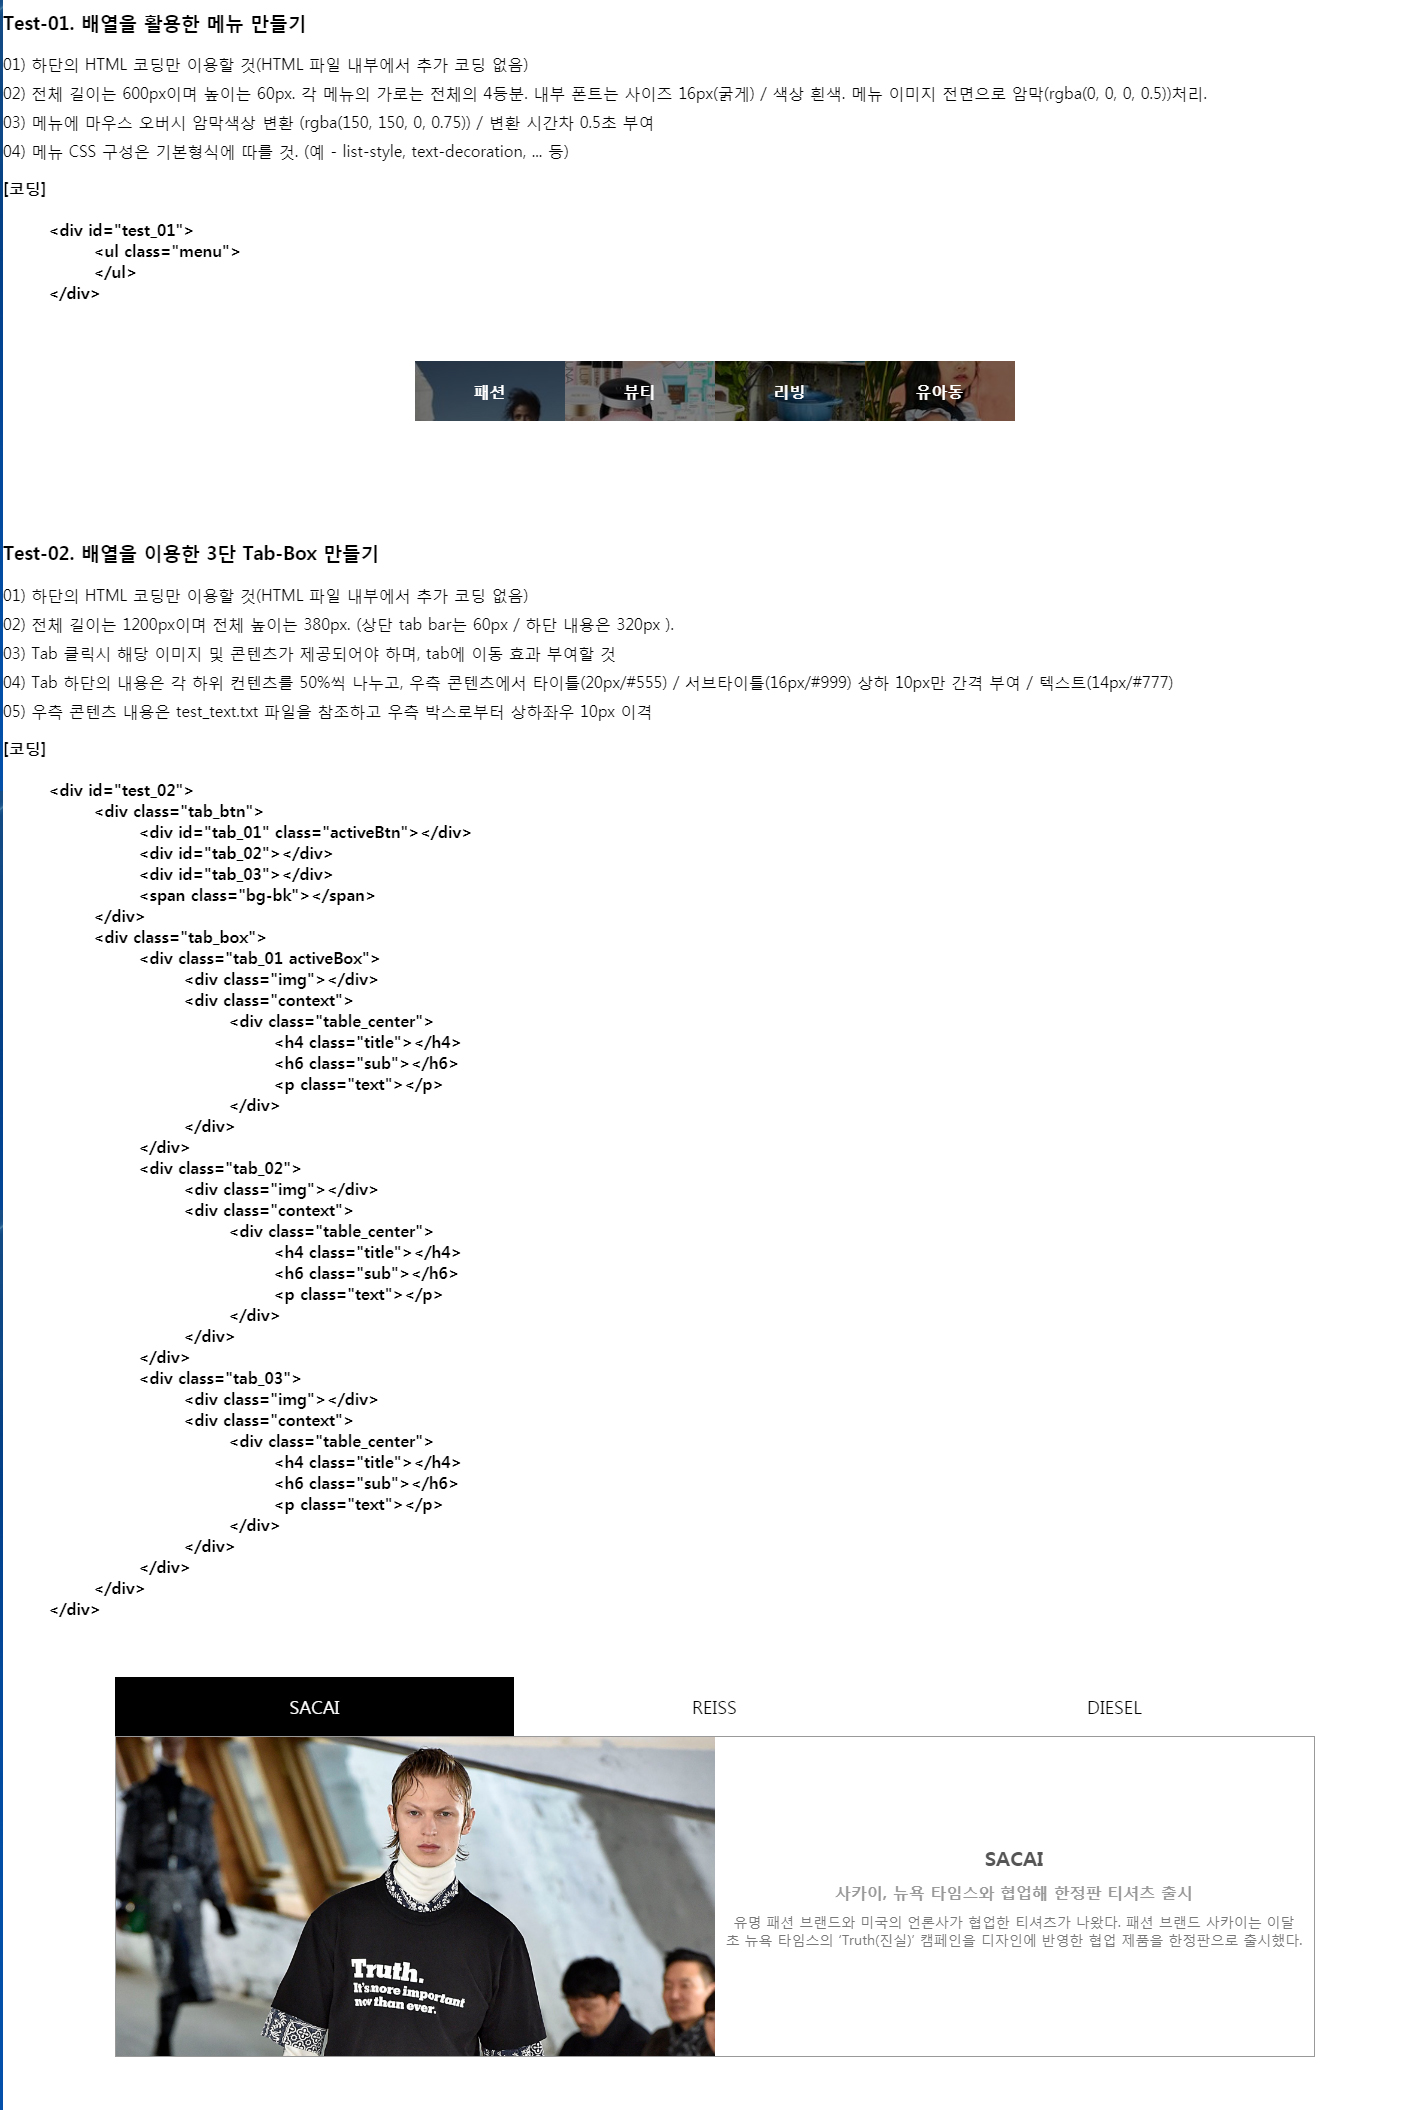 Test-01. 배열을 활용한 메뉴 만들기
01) 하단의 HTML 코딩만 이용할 것(HTML 파일 내부에서 추가 코딩 없음)
02) 전체 길이는 600px이며 높이는 60px. 각 메뉴의 가로는 전체의 4등분. 내부 폰트는 사이즈 16px(굵게) / 색상 흰색. 메뉴 이미지 전면으로 암막(rgba(0, 0, 0, 0.5))처리.
03) 메뉴에 마우스 오버시 암막색상 변환 (rgba(150, 150, 0, 0.75)) / 변환 시간차 0.5초 부여
04) 메뉴 CSS 구성은 기본형식에 따를 것. (예 - list-style, text-decoration, ... 등)
[코딩]
<div id="test_01">
<ul class="menu">
</ul>
</div>
패션 뷰티 리빙 유아동
Test-02. 배열을 이용한 3단 Tab-Box 만들기
01) 하단의 HTML 코딩만 이용할 것(HTML 파일 내부에서 추가 코딩 없음)
02) 전체 길이는 1200px이며 전체 높이는 380px. (상단 tab bar는 60px / 하단 내용은 320px ).
03) Tab 클릭시 해당 이미지 및 콘텐츠가 제공되어야 하며, tab에 이동 효과 부여할 것
04) Tab 하단의 내용은 각 하위 컨텐츠를 50%씩 나누고, 우측 콘텐츠에서 타이틀(20px/#555) / 서브타이틀(16px/#999) 상하 10px만 간격 부여 / 텍스트(14px/#777)
05) 우측 콘텐츠 내용은 test_text.txt 파일을 참조하고 우측 박스로부터 상하좌우 10px 이격
[코딩]
<div id="test_02">
<div class="tab_btn">
<div id="tab_01" class="activeBtn"></div>
<div id="tab_02"></div>
<div id="tab_03"></div>
<span class="bg-bk"></span>
</div>
<div class="tab_box">
<div class="tab_01 activeBox">
<div class="img"></div>
<div class="context">
<div class="table_center">
<h4 class="title"></h4>
<h6 class="sub"></h6>
<p class="text"></p>
</div>
</div>
</div>
<div class="tab_02">
<div class="img"></div>
<div class="context">
<div class="table_center">
<h4 class="title"></h4>
<h6 class="sub"></h6>
<p class="text"></p>
</div>
</div>
</div>
<div class="tab_03">
<div class="img"></div>
<div class="context">
<div class="table_center">
<h4 class="title"></h4>
<h6 class="sub"></h6>
<p class="text"></p>
</div>
</div>
</div>
</div>
</div>
SACAI REISS DIESEL
Truth.
It's more important
now than ever.
SACAI
사카이, 뉴욕 타임스와 협업해 한정판 티셔츠 출시
유명 패션 브랜드와 미국의 언론사가 협업한 티셔츠가 나왔다. 패션 브랜드 사카이는 이달
초 뉴욕 타임스의 ‘Truth(진실)’ 캠페인을 디자인에 반영한 협업 제품을 한정판으로 출시했다.